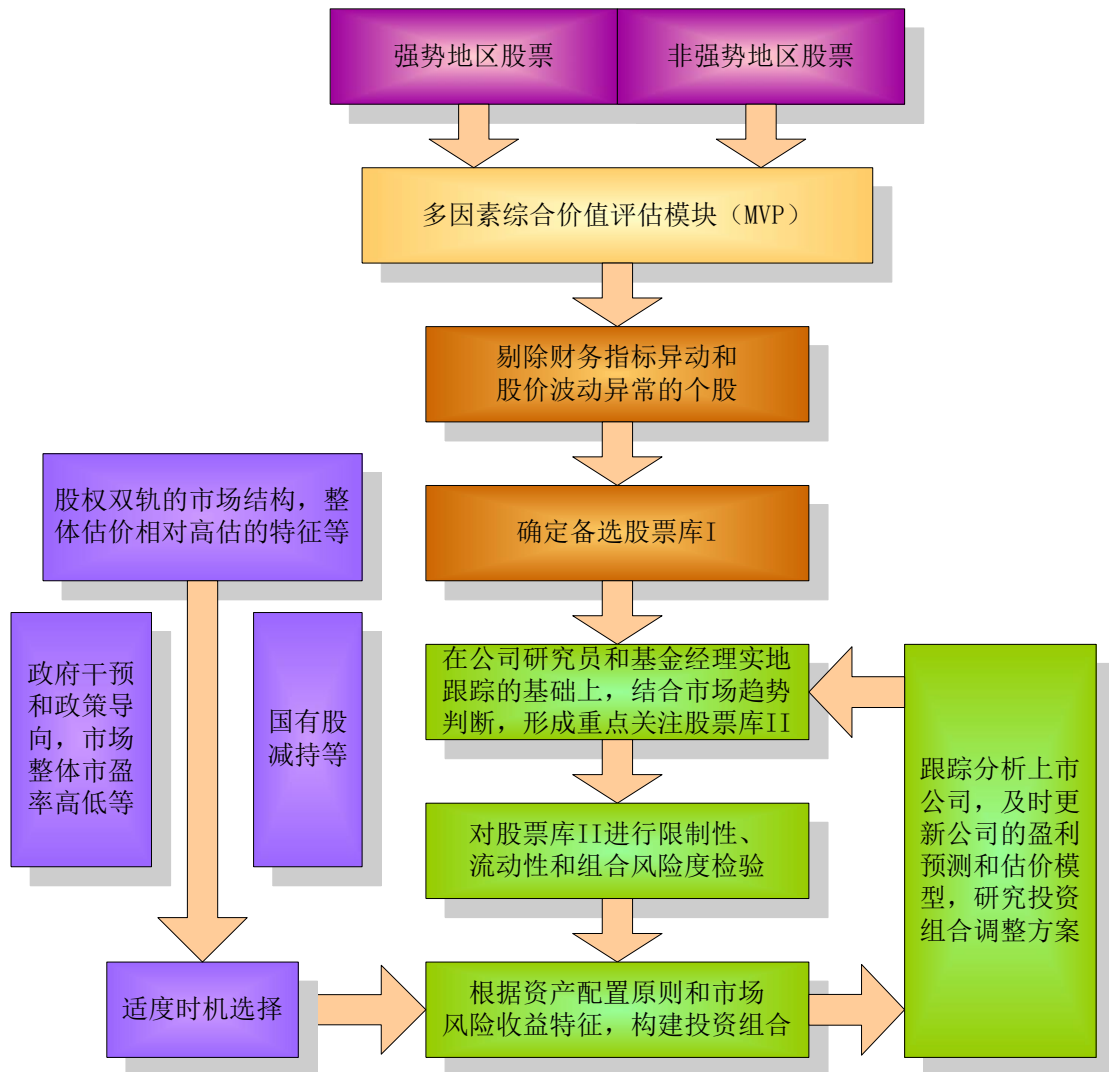 强势地区股票
非强势地区股票
多因素综合价值评估模块（MVP）
剔除财务指标异动和
股价波动异常的个股
确定备选股票库I
股权双轨的市场结构，整
体估价相对高估的特征等
政府干预
和政策导
向，市场
整体市盈
率高低等
国有股
减持等
适度时机选择
在公司研究员和基金经理实地
跟踪的基础上，结合市场趋势
判断，形成重点关注股票库II
对股票库II进行限制性、
流动性和组合风险度检验
根据资产配置原则和市场
风险收益特征，构建投资组合
跟踪分析上市
公司，及时更
新公司的盈利
预测和估价模
型，研究投资
组合调整方案